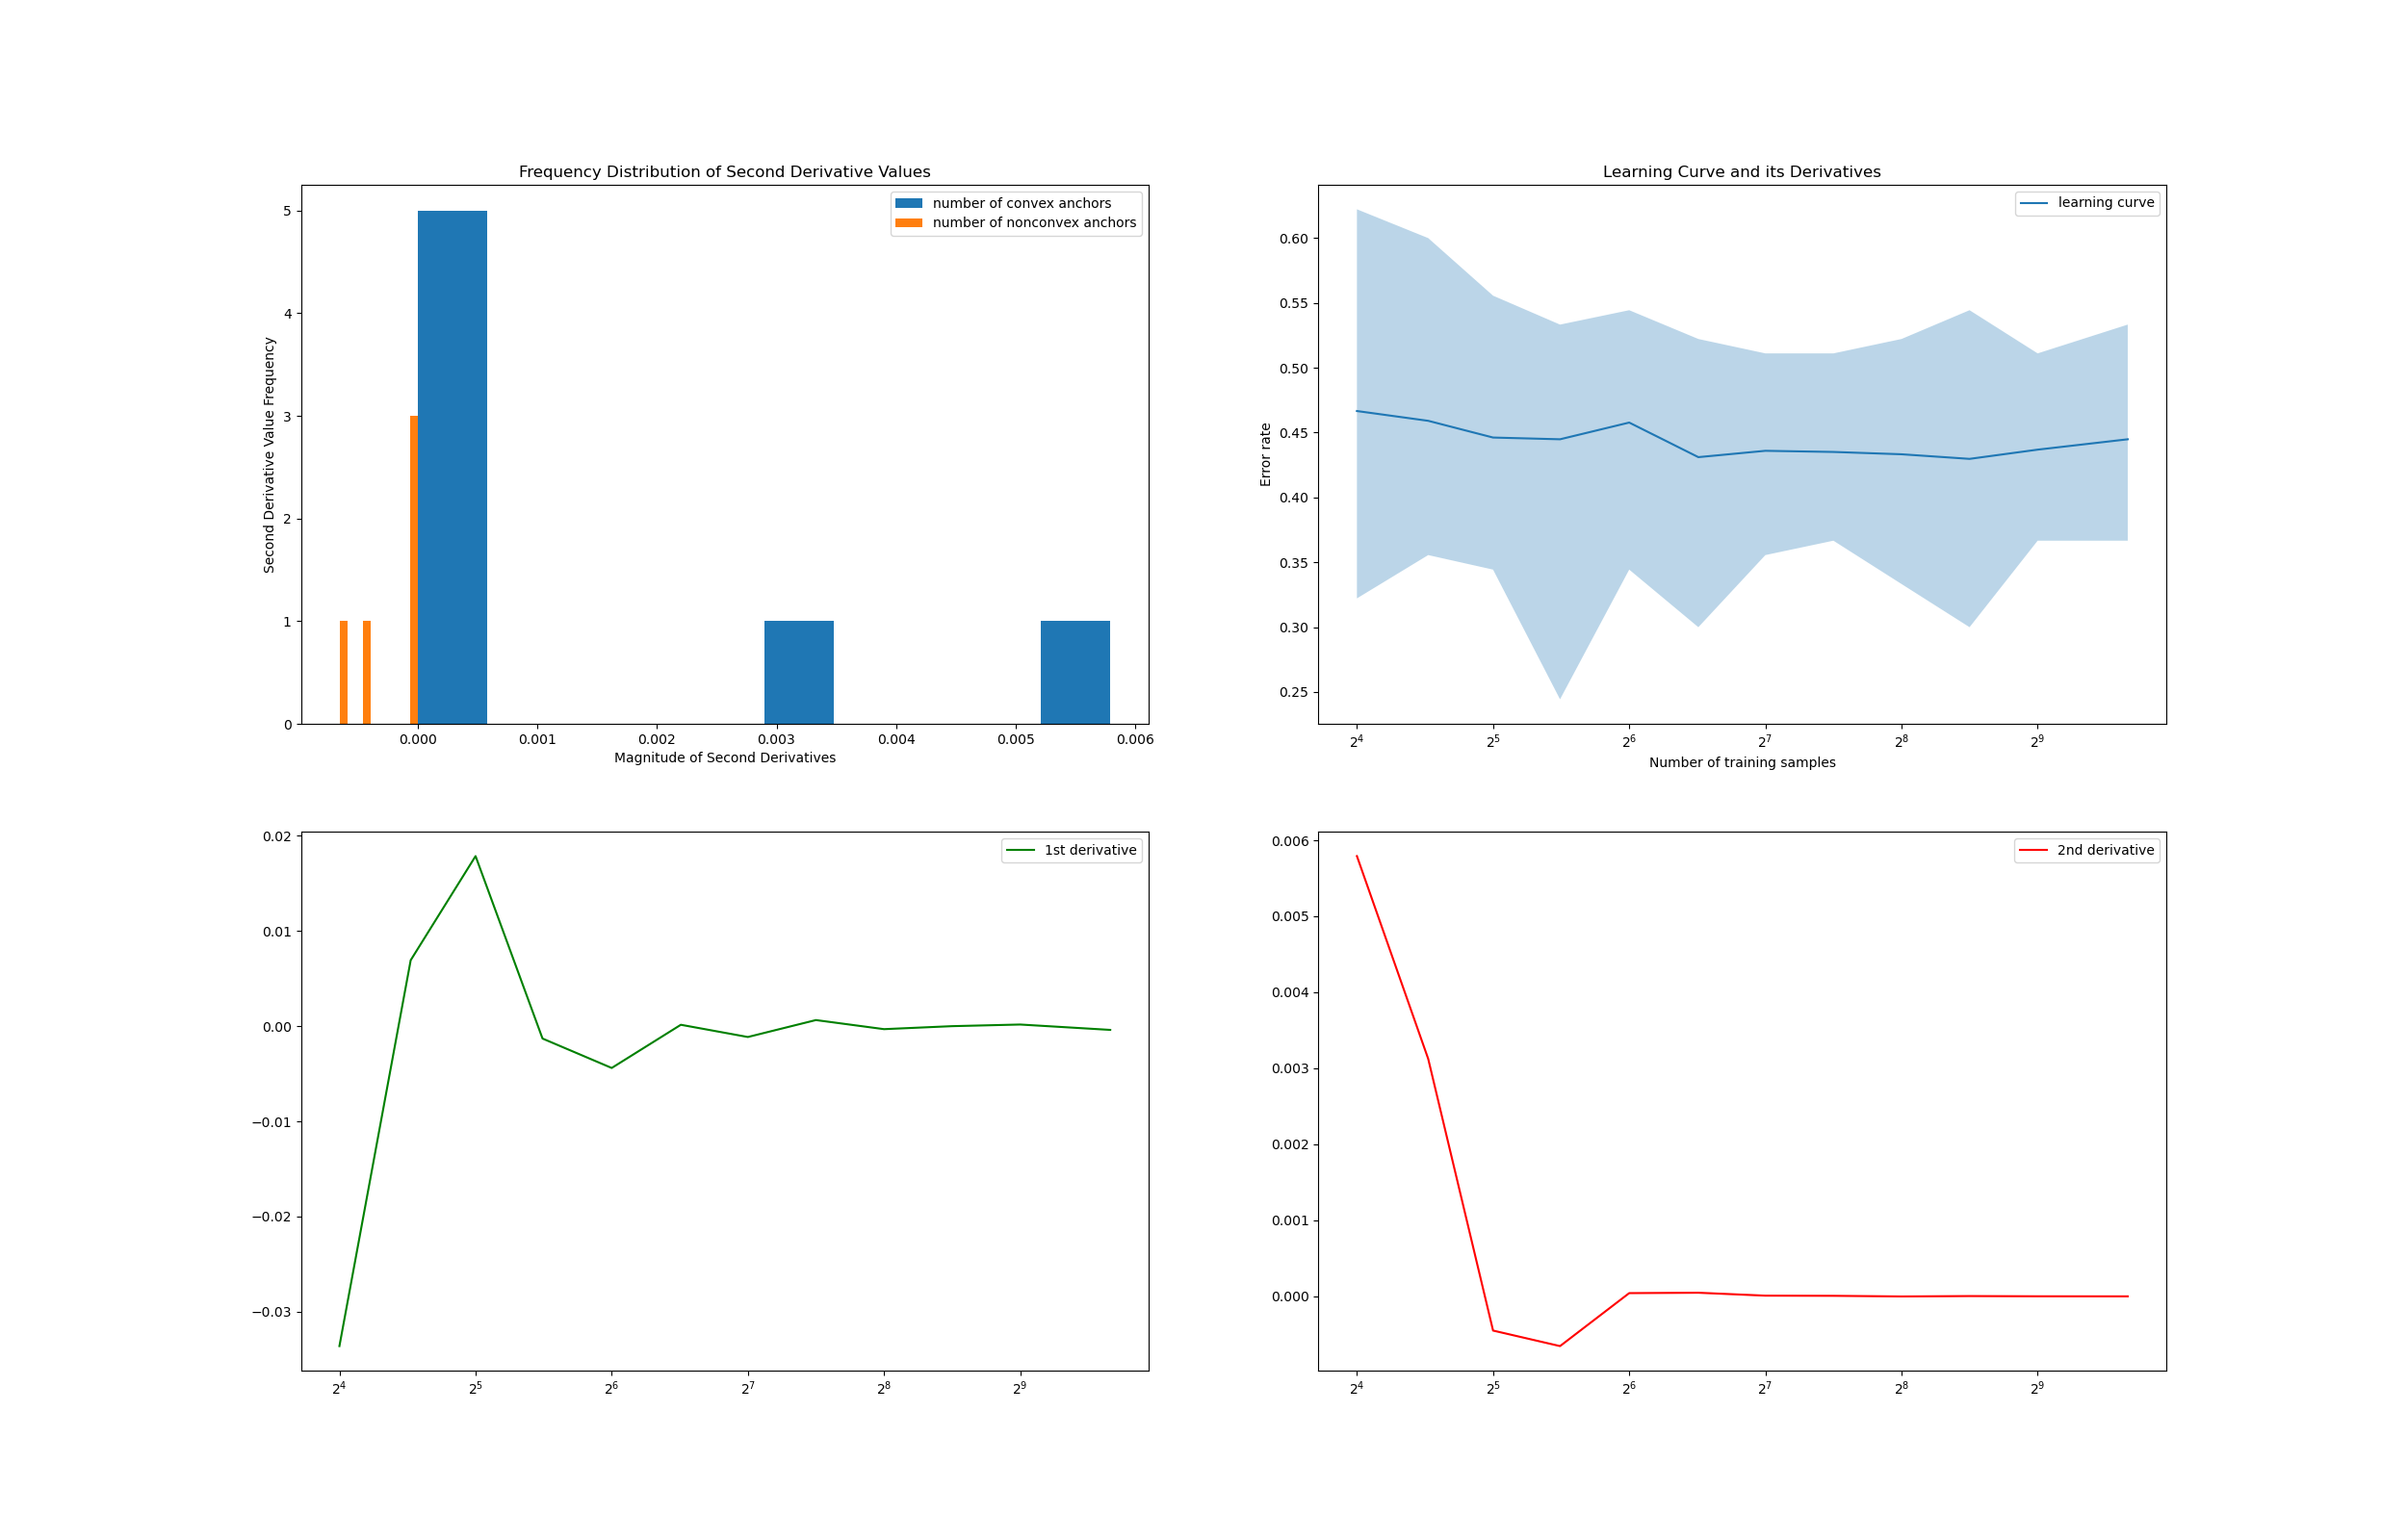 Frequency Distribution of Second Derivative Values
number of convex anchors
number of nonconvex anchors
Second Derivative Value Frequency
5
4
3
2
1
0
0.000 0.001 0.002 0.003 0.004 0.005 0.006
Magnitude of Second Derivatives
Learning Curve and its Derivatives
learning curve
Error rate
0.60
0.55
0.50
0.45
0.40
0.35
0.30
0.25
2⁴ 2⁵ 2⁶ 2⁷ 2⁸ 2⁹
Number of training samples
1st derivative
0.02
0.01
0.00
−0.01
−0.02
−0.03
2⁴ 2⁵ 2⁶ 2⁷ 2⁸ 2⁹
2nd derivative
0.006
0.005
0.004
0.003
0.002
0.001
0.000
2⁴ 2⁵ 2⁶ 2⁷ 2⁸ 2⁹